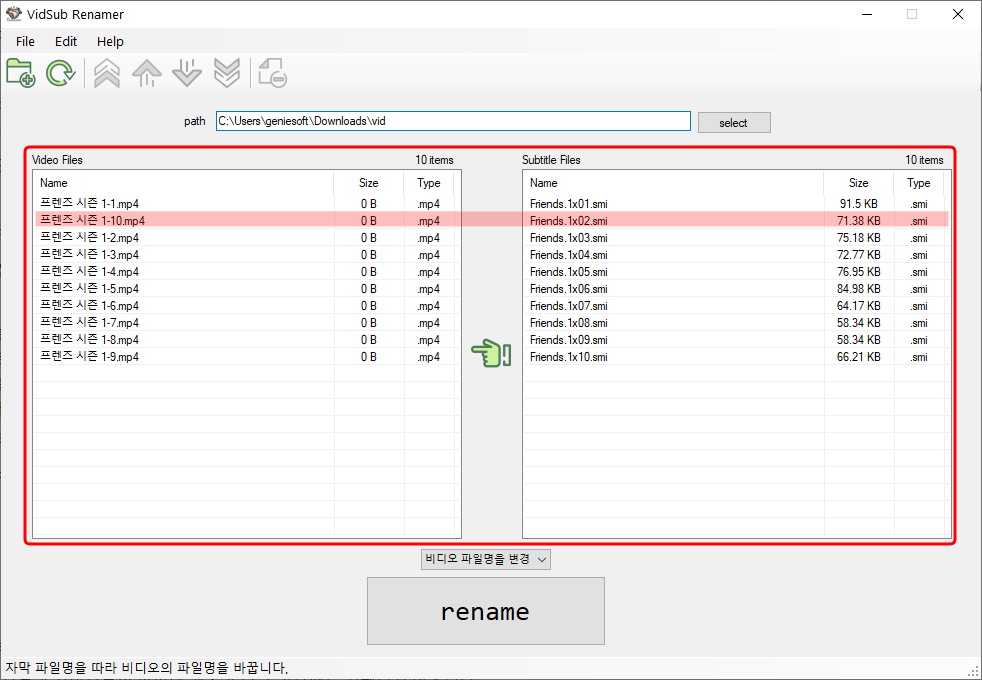 VidSub Renamer
File Edit Help
path C:\Users\geniesoft\Downloads\vid select
Video Files 10 items Subtitle Files 10 items
Name Size Type Name Size Type
프렌즈 시즌 1-1.mp4 0 B .mp4 Friends.1x01.smi 91.5 KB .smi
프렌즈 시즌 1-10.mp4 0 B .mp4 Friends.1x02.smi 71.38 KB .smi
프렌즈 시즌 1-2.mp4 0 B .mp4 Friends.1x03.smi 75.18 KB .smi
프렌즈 시즌 1-3.mp4 0 B .mp4 Friends.1x04.smi 72.77 KB .smi
프렌즈 시즌 1-4.mp4 0 B .mp4 Friends.1x05.smi 76.95 KB .smi
프렌즈 시즌 1-5.mp4 0 B .mp4 Friends.1x06.smi 84.98 KB .smi
프렌즈 시즌 1-6.mp4 0 B .mp4 Friends.1x07.smi 64.17 KB .smi
프렌즈 시즌 1-7.mp4 0 B .mp4 Friends.1x08.smi 58.34 KB .smi
프렌즈 시즌 1-8.mp4 0 B .mp4 Friends.1x09.smi 58.34 KB .smi
프렌즈 시즌 1-9.mp4 0 B .mp4 Friends.1x10.smi 66.21 KB .smi
비디오 파일명을 변경
rename
자막 파일명을 따라 비디오의 파일명을 바꿉니다.